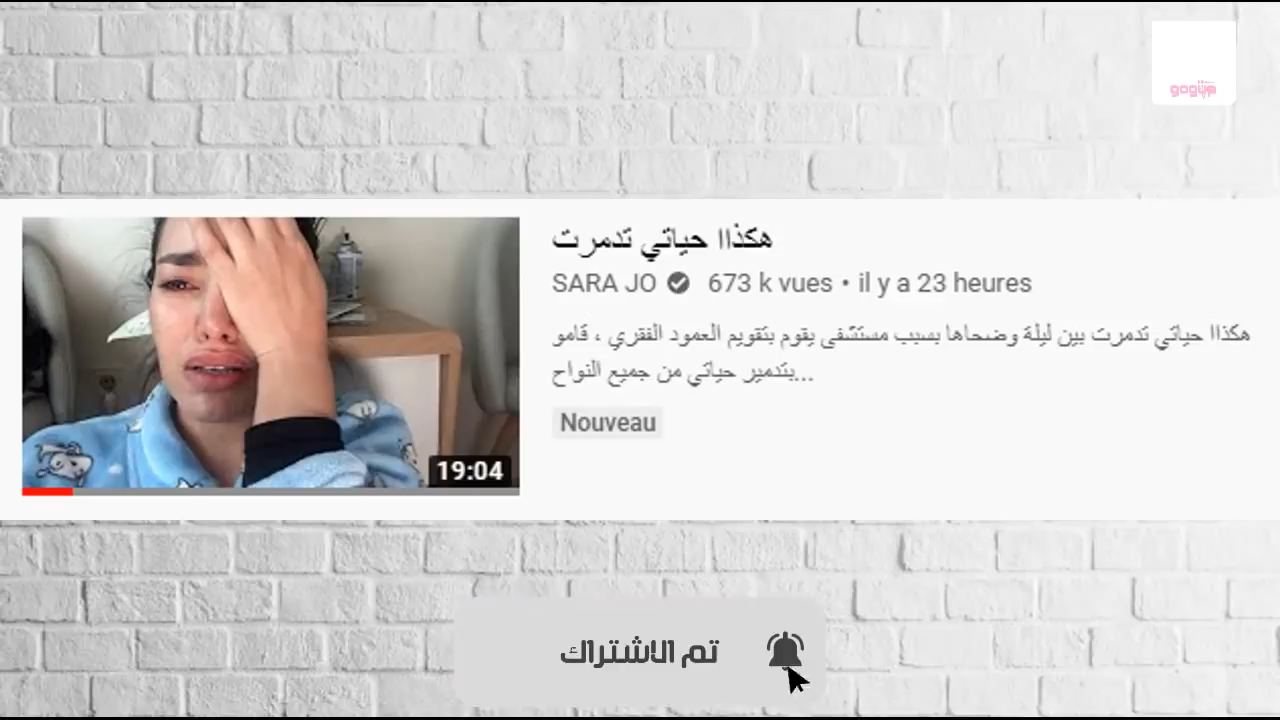 gogųp
هكذاا حياتي تدمرت
SARA JO 673 k vues • il y a 23 heures
هكذاا حياتي تدمرت بين ليلة وضحاها بسبب مستشفى يقوم بتقويم العمود الفقري ، قامو
بتدمير حياتي من جميع النواح...
Nouveau
19:04
تم الاشتراك